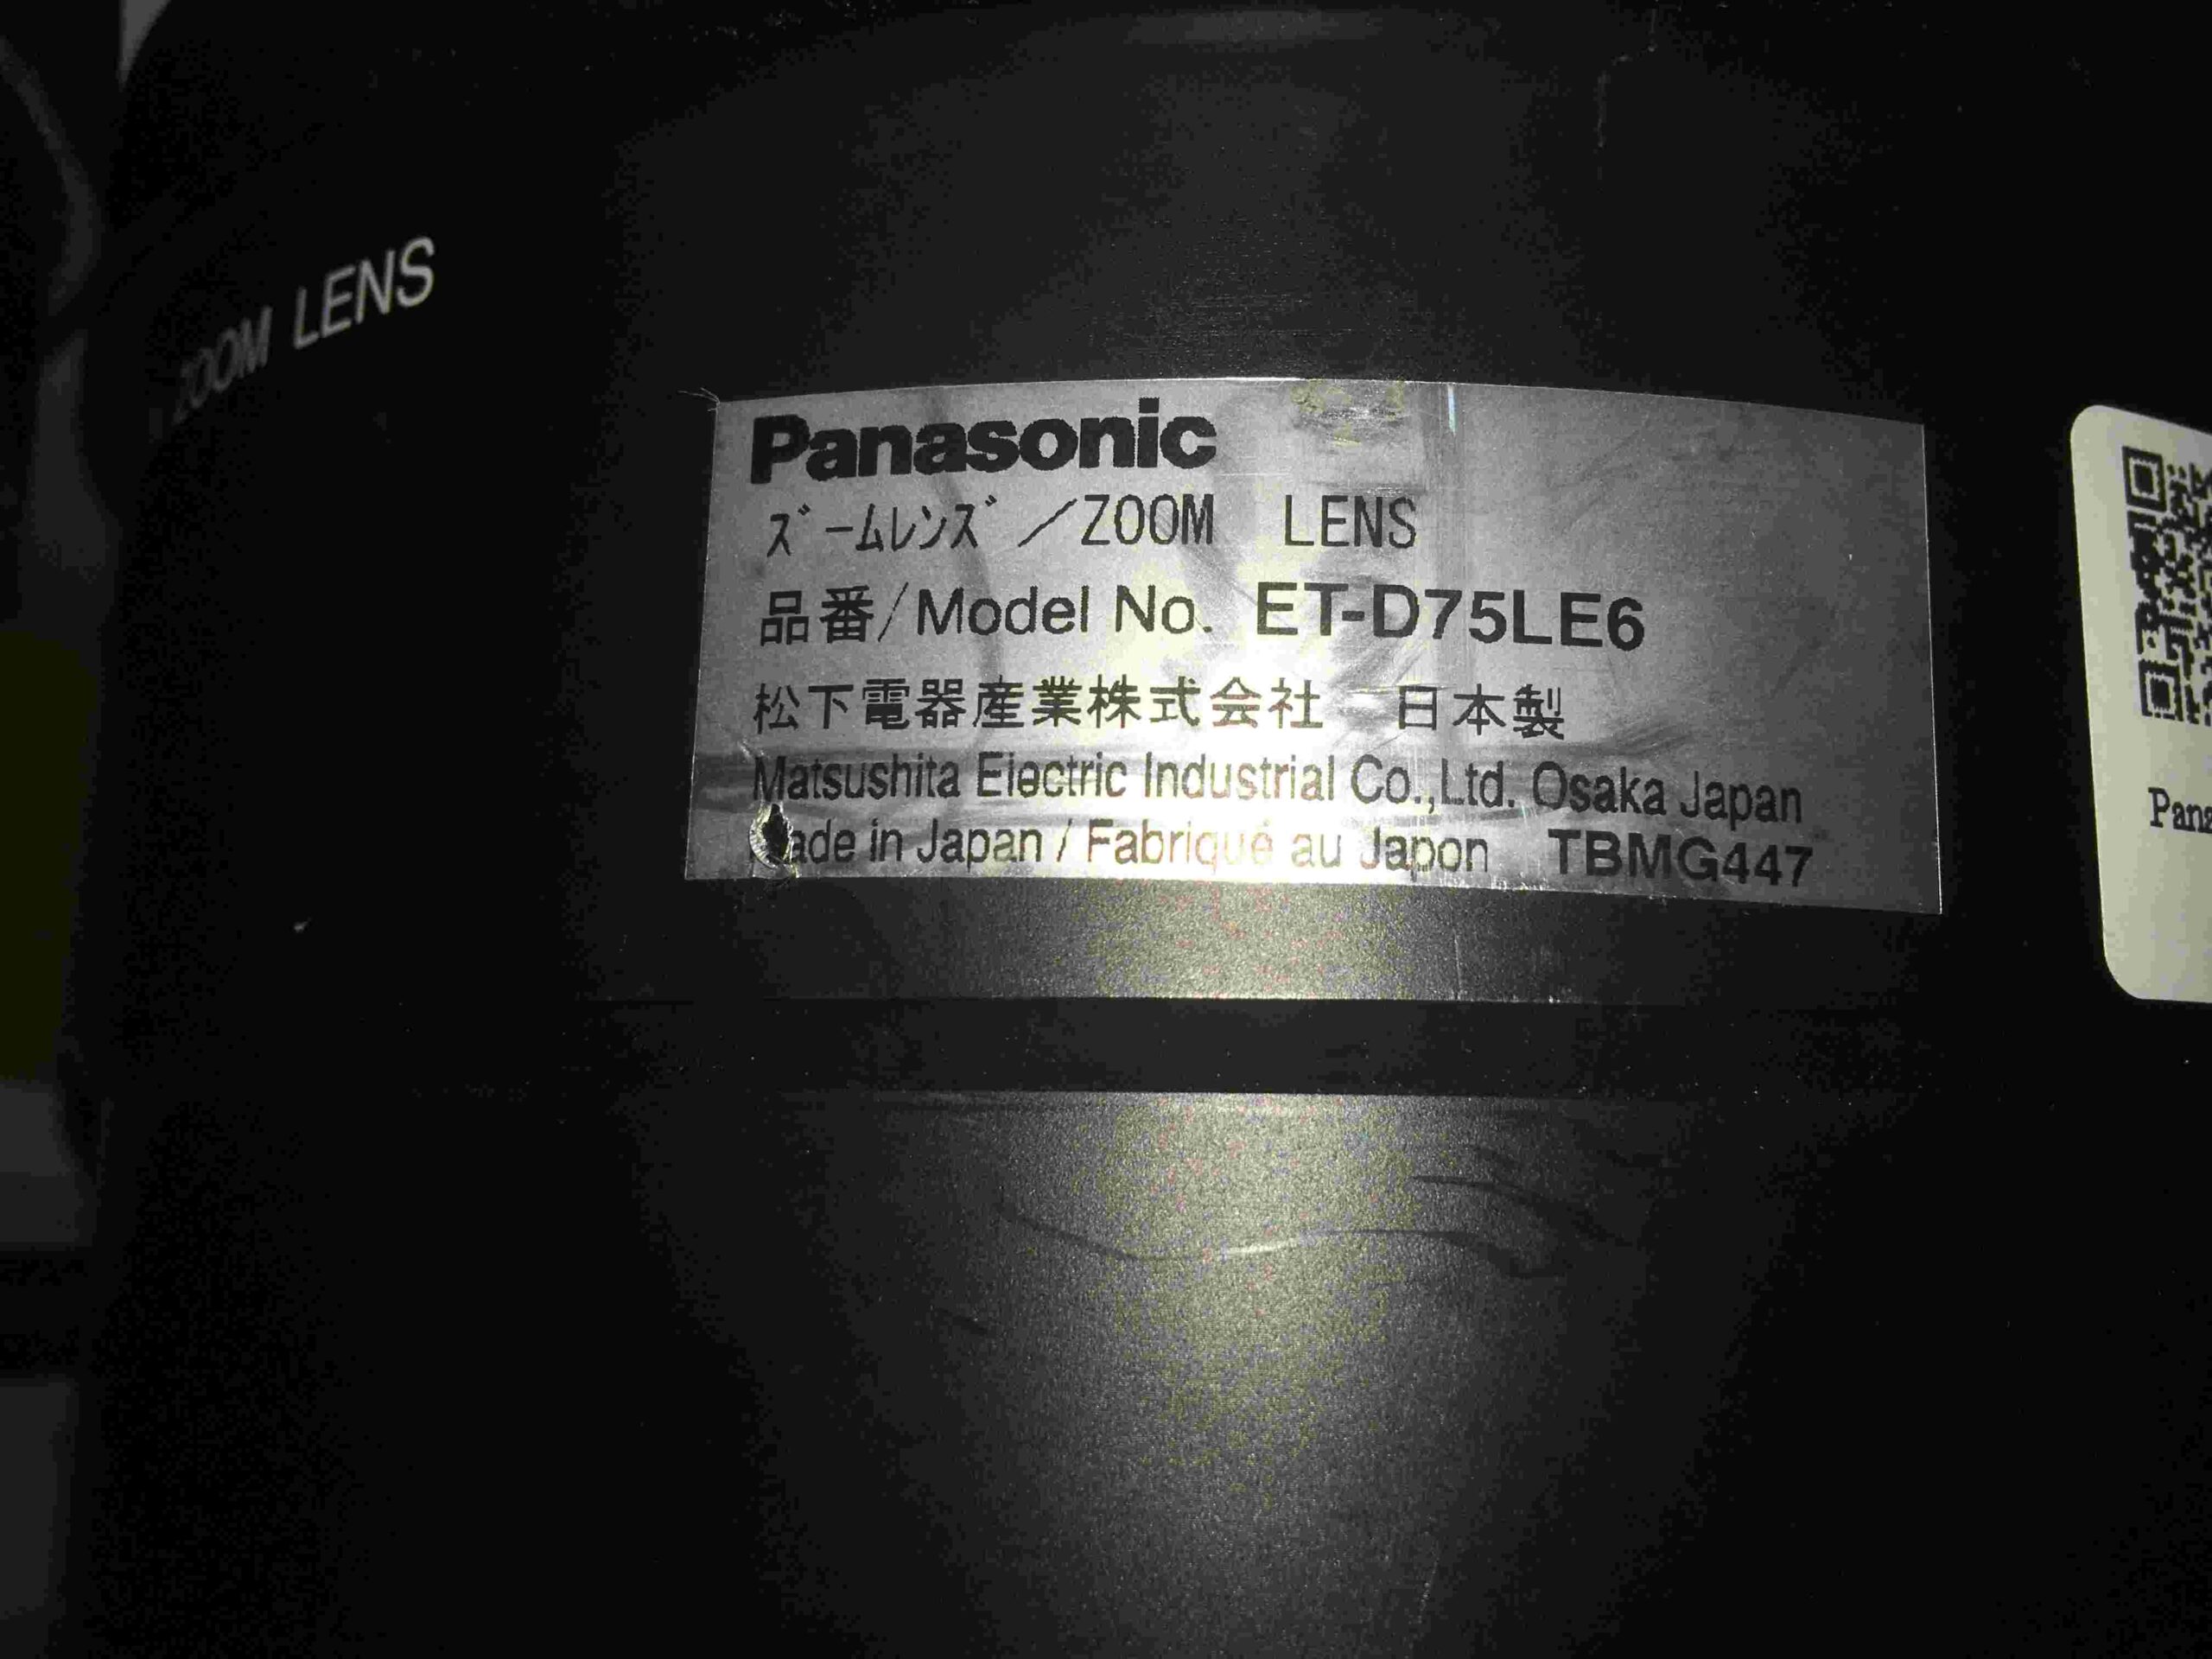 ZOOM LENS
Panasonic
ズームレンズ／ZOOM LENS
品番/Model No. ET-D75LE6
松下電器産業株式会社 日本製
Matsushita Electric Industrial Co.,Ltd. Osaka Japan
Made in Japan / Fabriqué au Japon TBMG447
Pana